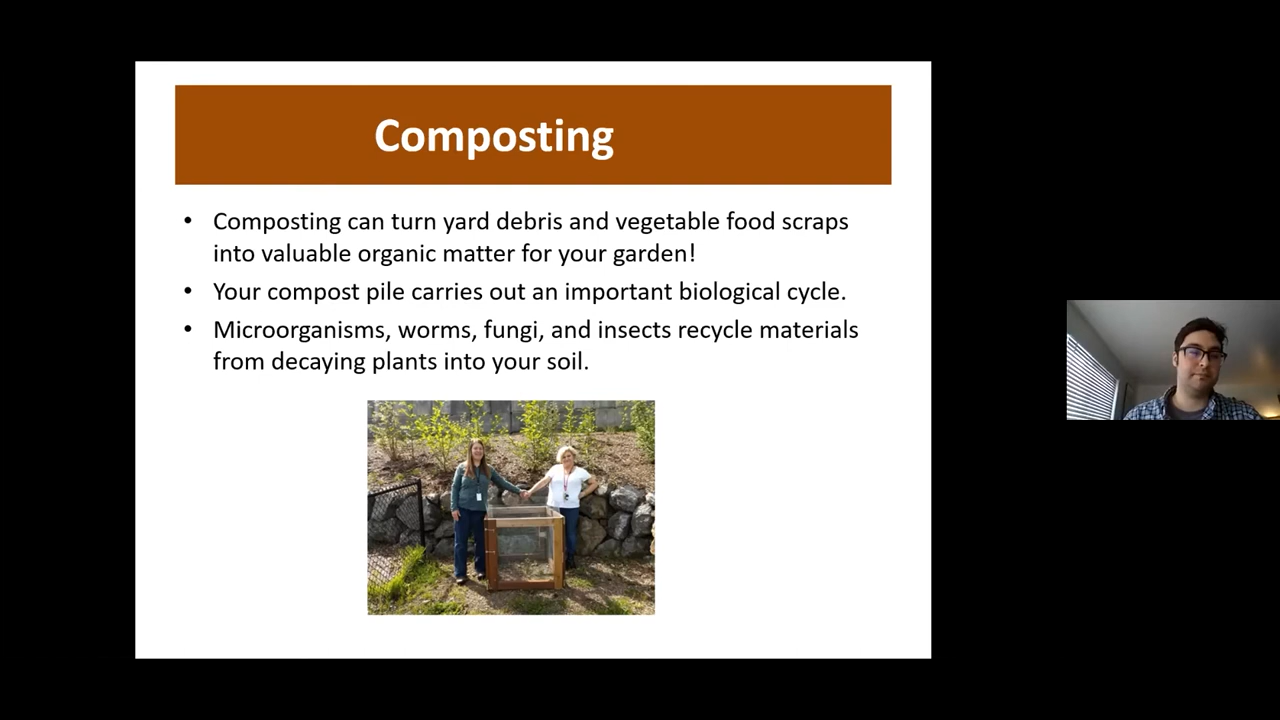 Composting
• Composting can turn yard debris and vegetable food scraps
into valuable organic matter for your garden!
• Your compost pile carries out an important biological cycle.
• Microorganisms, worms, fungi, and insects recycle materials
from decaying plants into your soil.